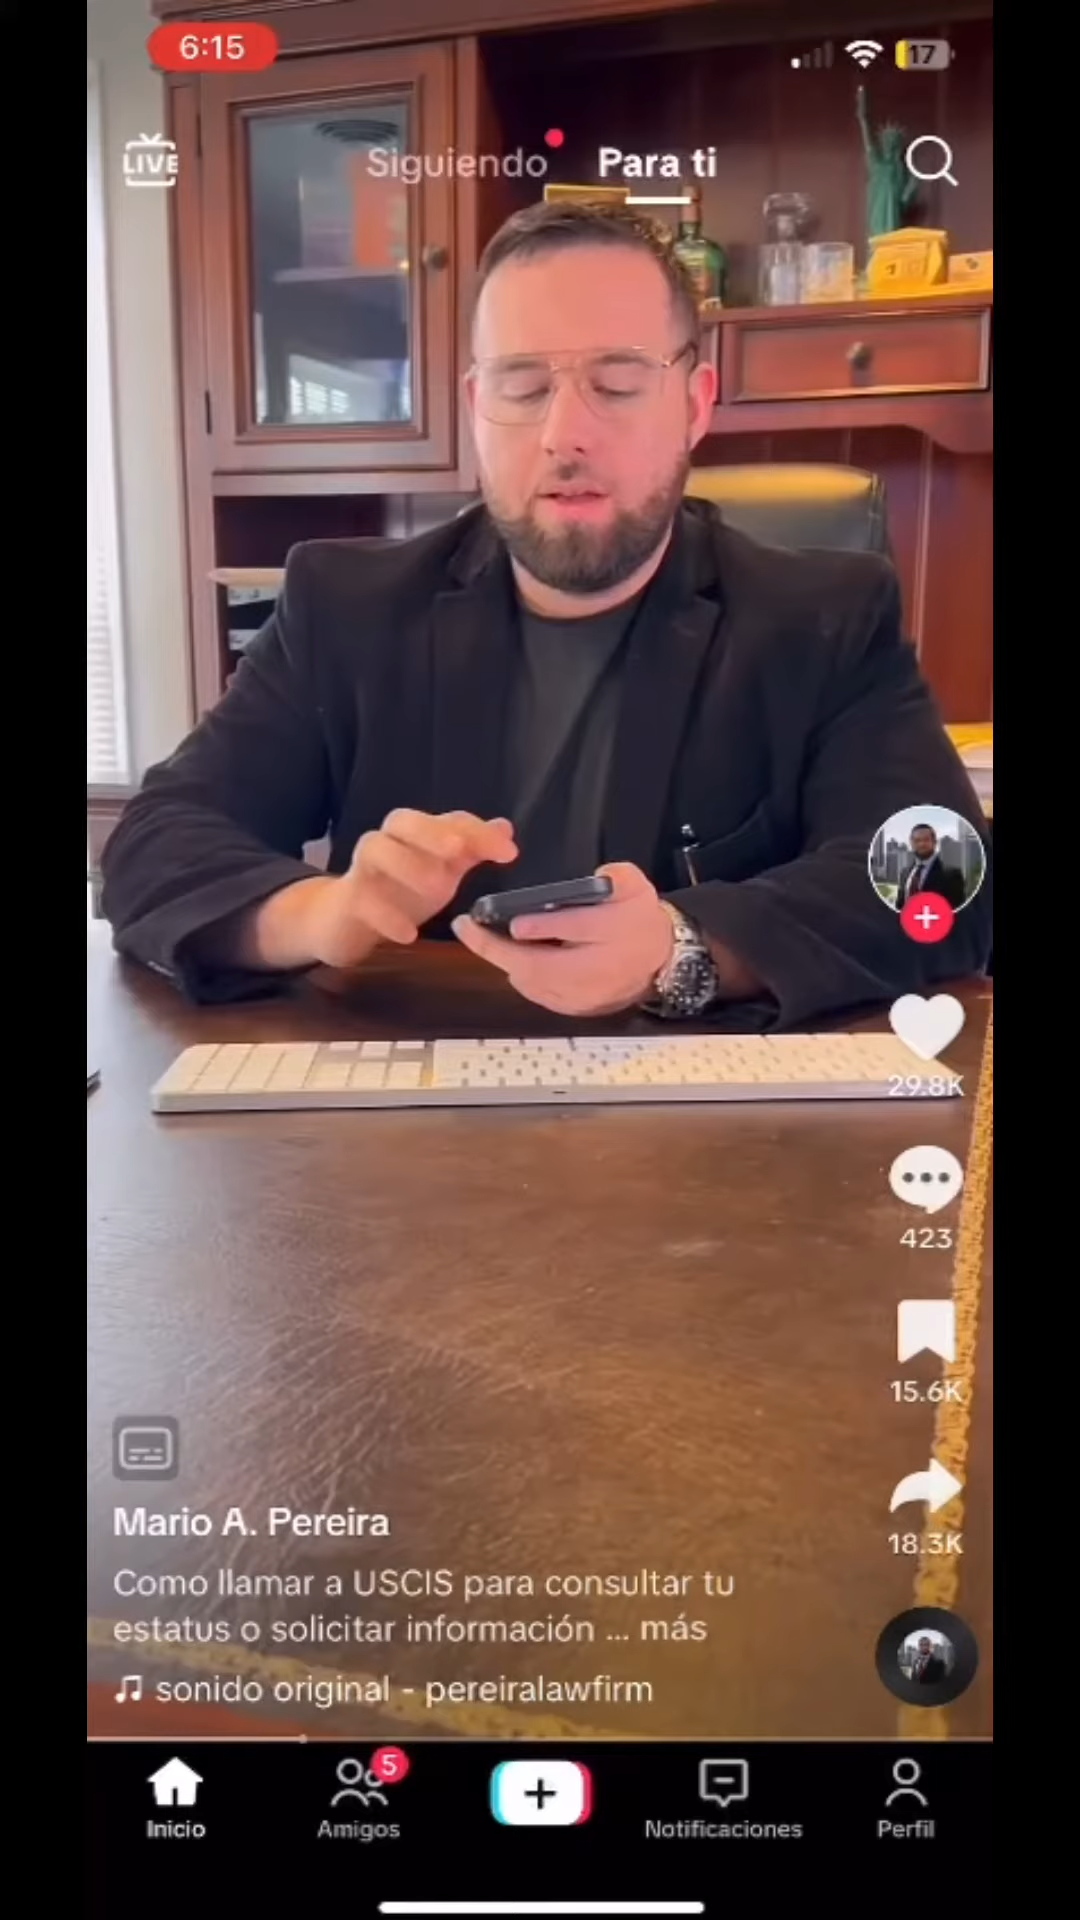 6:15
17
LIVE
Siguiendo
Para ti
29.8K
423
15.6K
18.3K
Mario A. Pereira
Como llamar a USCIS para consultar tu
estatus o solicitar información ... más
sonido original - pereiralawfirm
5
Inicio
Amigos
Notificaciones
Perfil